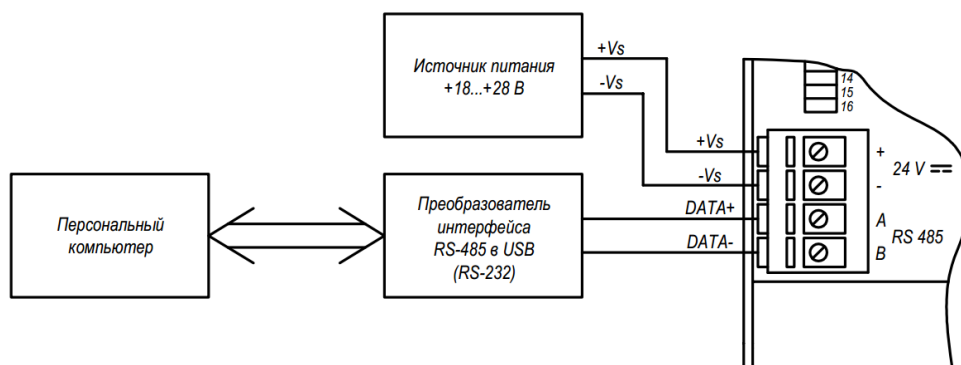 Источник питания
+18...+28 В
+Vs
-Vs
14
15
16
+Vs
+
-Vs
-
24 V
Персональный
компьютер
Преобразователь
интерфейса
RS-485 в USB
(RS-232)
DATA+
A
DATA-
B
RS 485